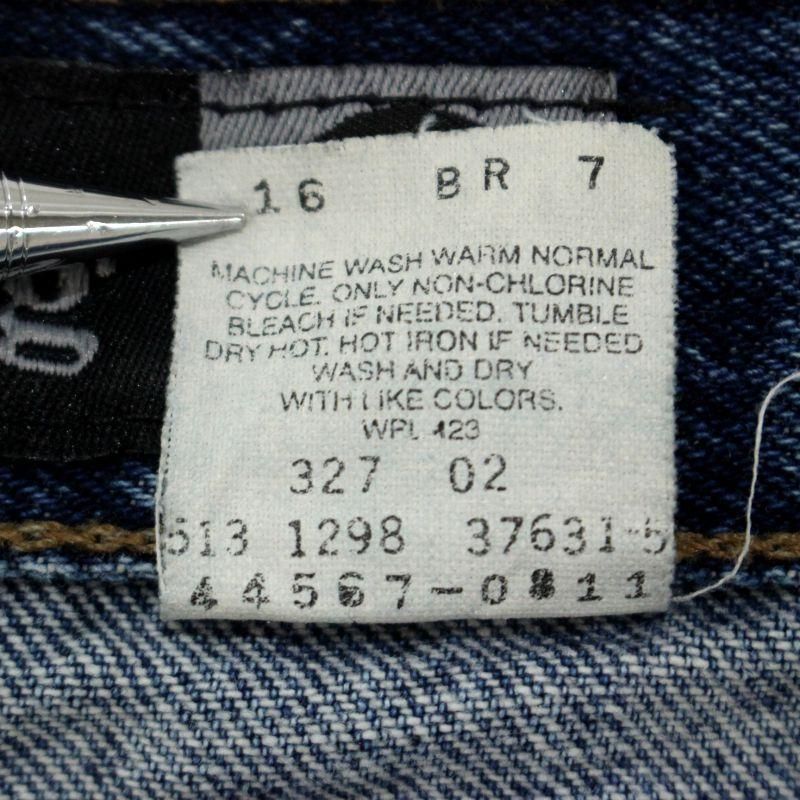 16 BR 7
MACHINE WASH WARM NORMAL
CYCLE. ONLY NON-CHLORINE
BLEACH IF NEEDED. TUMBLE
DRY HOT. HOT IRON IF NEEDED
WASH AND DRY
WITH LIKE COLORS.
WPL 423
327 02
513 1298 37631-5
44567-0811